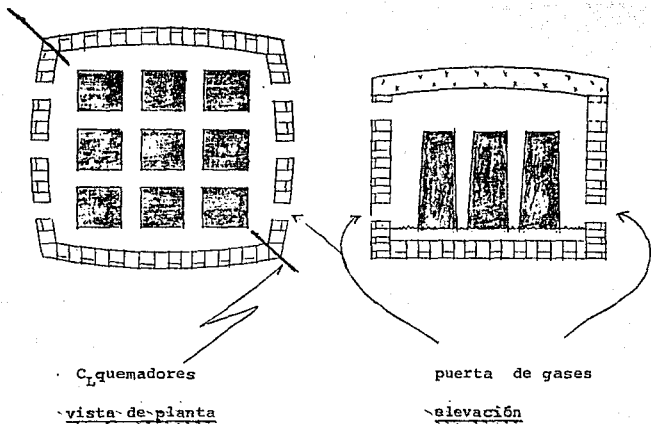 C_L quemadores
puerta de gases
vista de planta
elevación